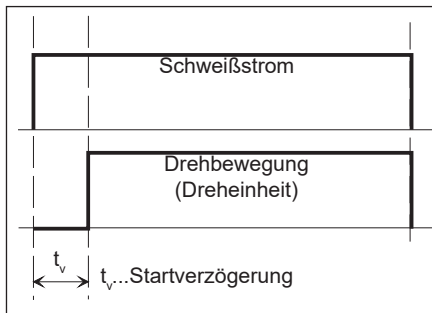 Schweißstrom
Drehbewegung
(Dreheinheit)
tv
tv...Startverzögerung